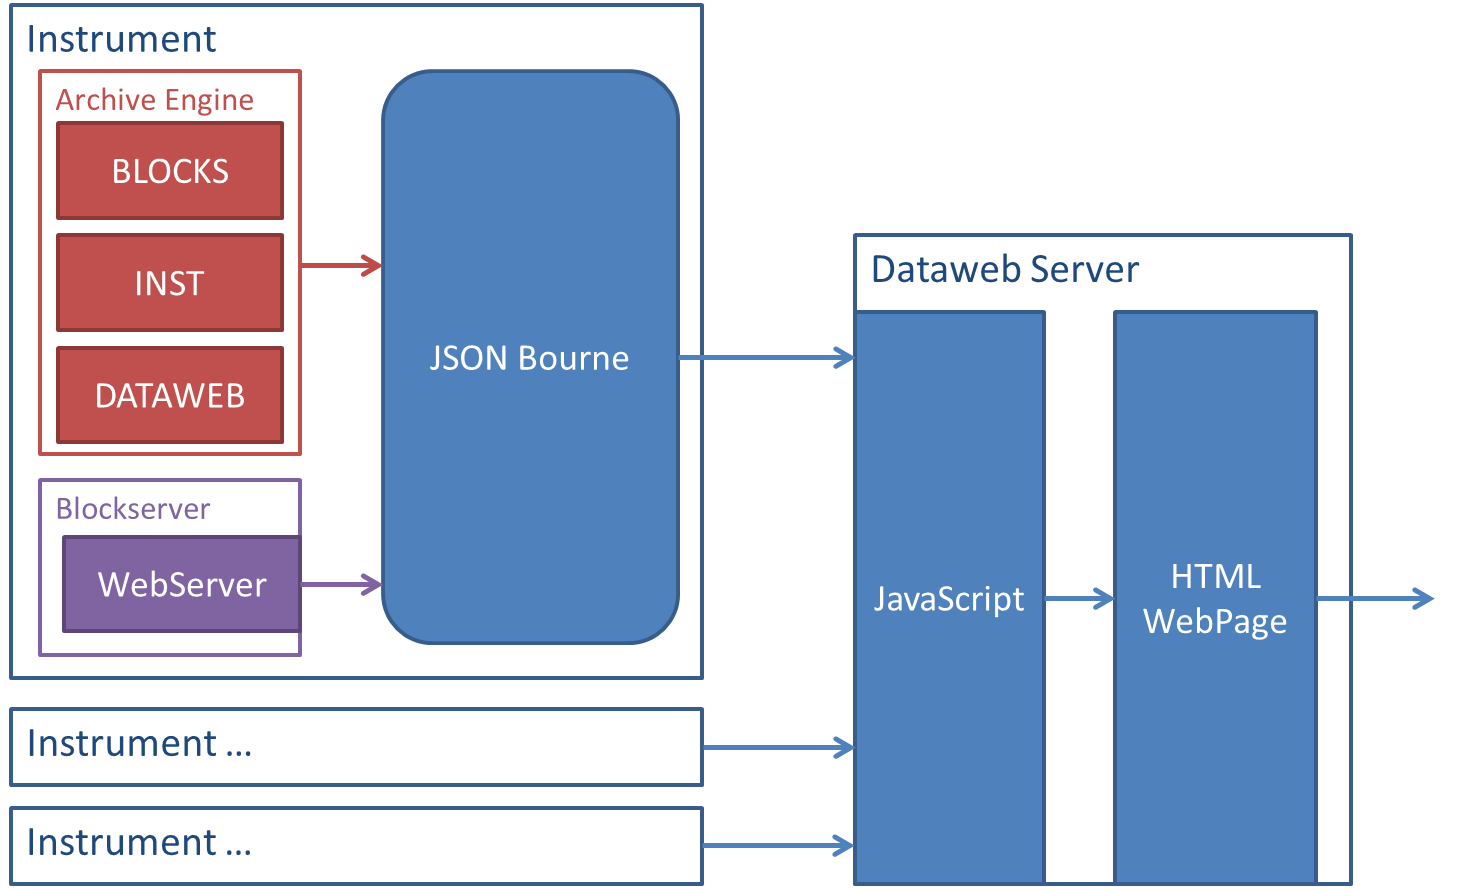 Instrument
Archive Engine
BLOCKS
INST
DATAWEB
Blockserver
WebServer
JSON Bourne
Instrument ...
Instrument ...
Dataweb Server
JavaScript
HTML
WebPage